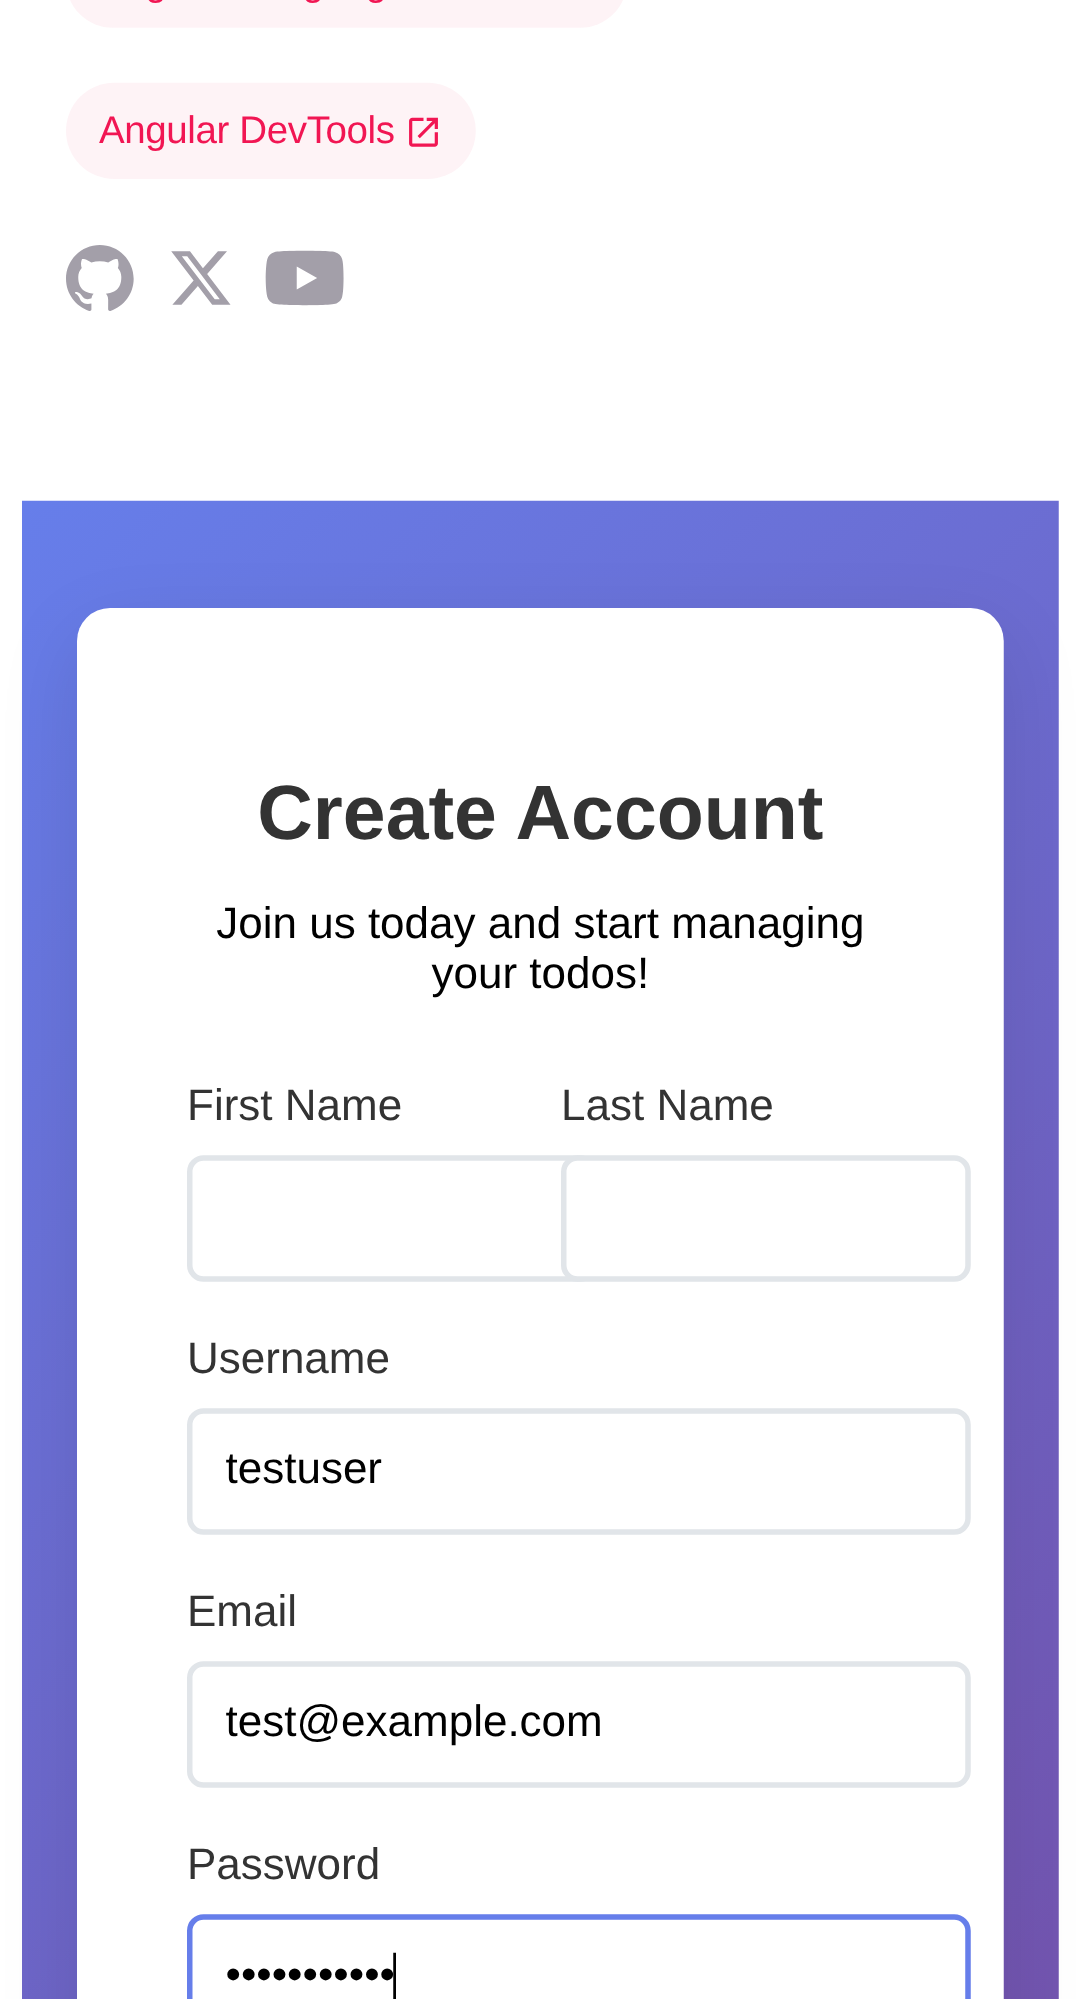 Angular DevTools
Create Account
Join us today and start managing
your todos!
First Name Last Name
Username
testuser
Email
test@example.com
Password
•••••••••••